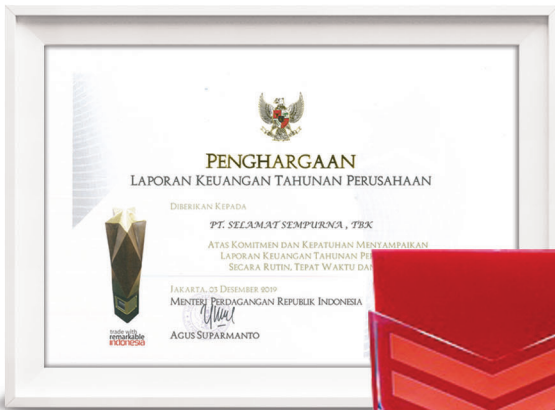 PENGHARGAAN
LAPORAN KEUANGAN TAHUNAN PERUSAHAAN
DIBERIKAN KEPADA
PT. SELAMAT SEMPURNA, TBK
ATAS KOMITMEN DAN KEPATUHAN MENYAMPAIKAN
LAPORAN KEUANGAN TAHUNAN
SECARA RUTIN, TEPAT WAKTU
JAKARTA, 03 DESEMBER 2019
MENTERI PERDAGANGAN REPUBLIK INDONESIA
AGUS SUPARMANTO
trade with
remarkable
indonesia